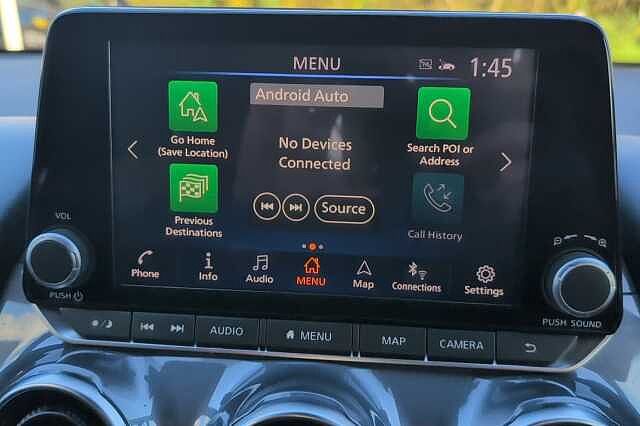 MENU
1:45
Android Auto
Go Home
(Save Location)
No Devices
Connected
Search POI or
Address
Previous
Destinations
Source
Call History
Phone
Info
Audio
MENU
Map
Connections
Settings
VOL
PUSH
PUSH SOUND
AUDIO
MENU
MAP
CAMERA